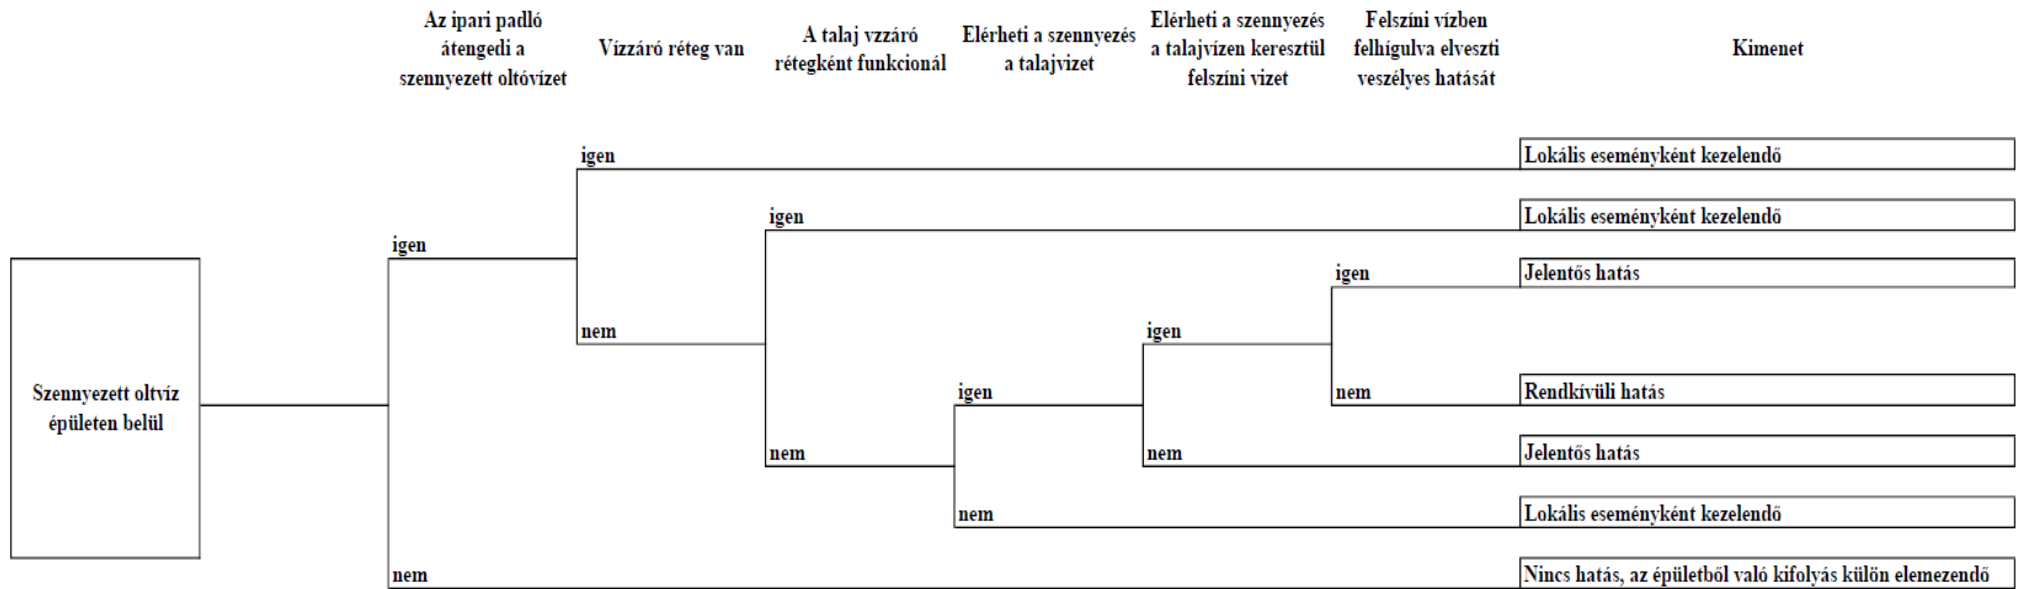 Az ipari padló
átengedi a
szennyezett oltóvízet
Vízzáró réteg van
A talaj vzzáró
rétegként funkcionál
Elérheti a szennyezés
a talajvizet
Elérheti a szennyezés
a talajvízen keresztül
felszíni vizet
Felszíni vízben
felhígulva elveszti
veszélyes hatását
Kimenet
igen
Lokális eseményként kezelendő
igen
Lokális eseményként kezelendő
igen
igen
Jelentős hatás
nem
igen
Szennyezett oltvíz
épületen belül
igen
nem
Rendkívüli hatás
nem
nem
Jelentős hatás
nem
Lokális eseményként kezelendő
nem
Nincs hatás, az épületből való kifolyás külön elemezendő